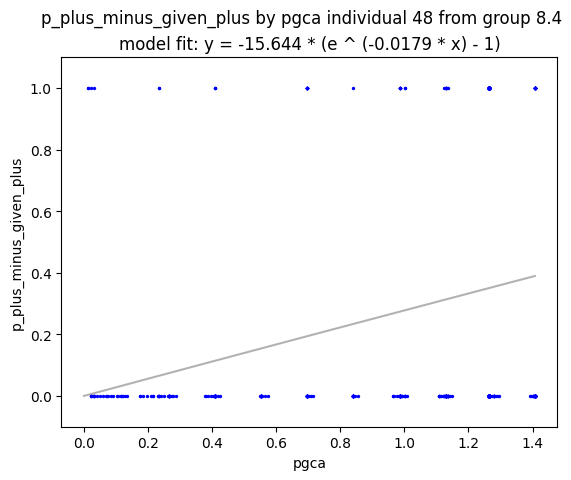 p_plus_minus_given_plus by pgca individual 48 from group 8.4
model fit: y = -15.644 * (e ^ (-0.0179 * x) - 1)
1.0
0.8
0.6
0.4
0.2
0.0
p_plus_minus_given_plus
0.0 0.2 0.4 0.6 0.8 1.0 1.2 1.4
pgca